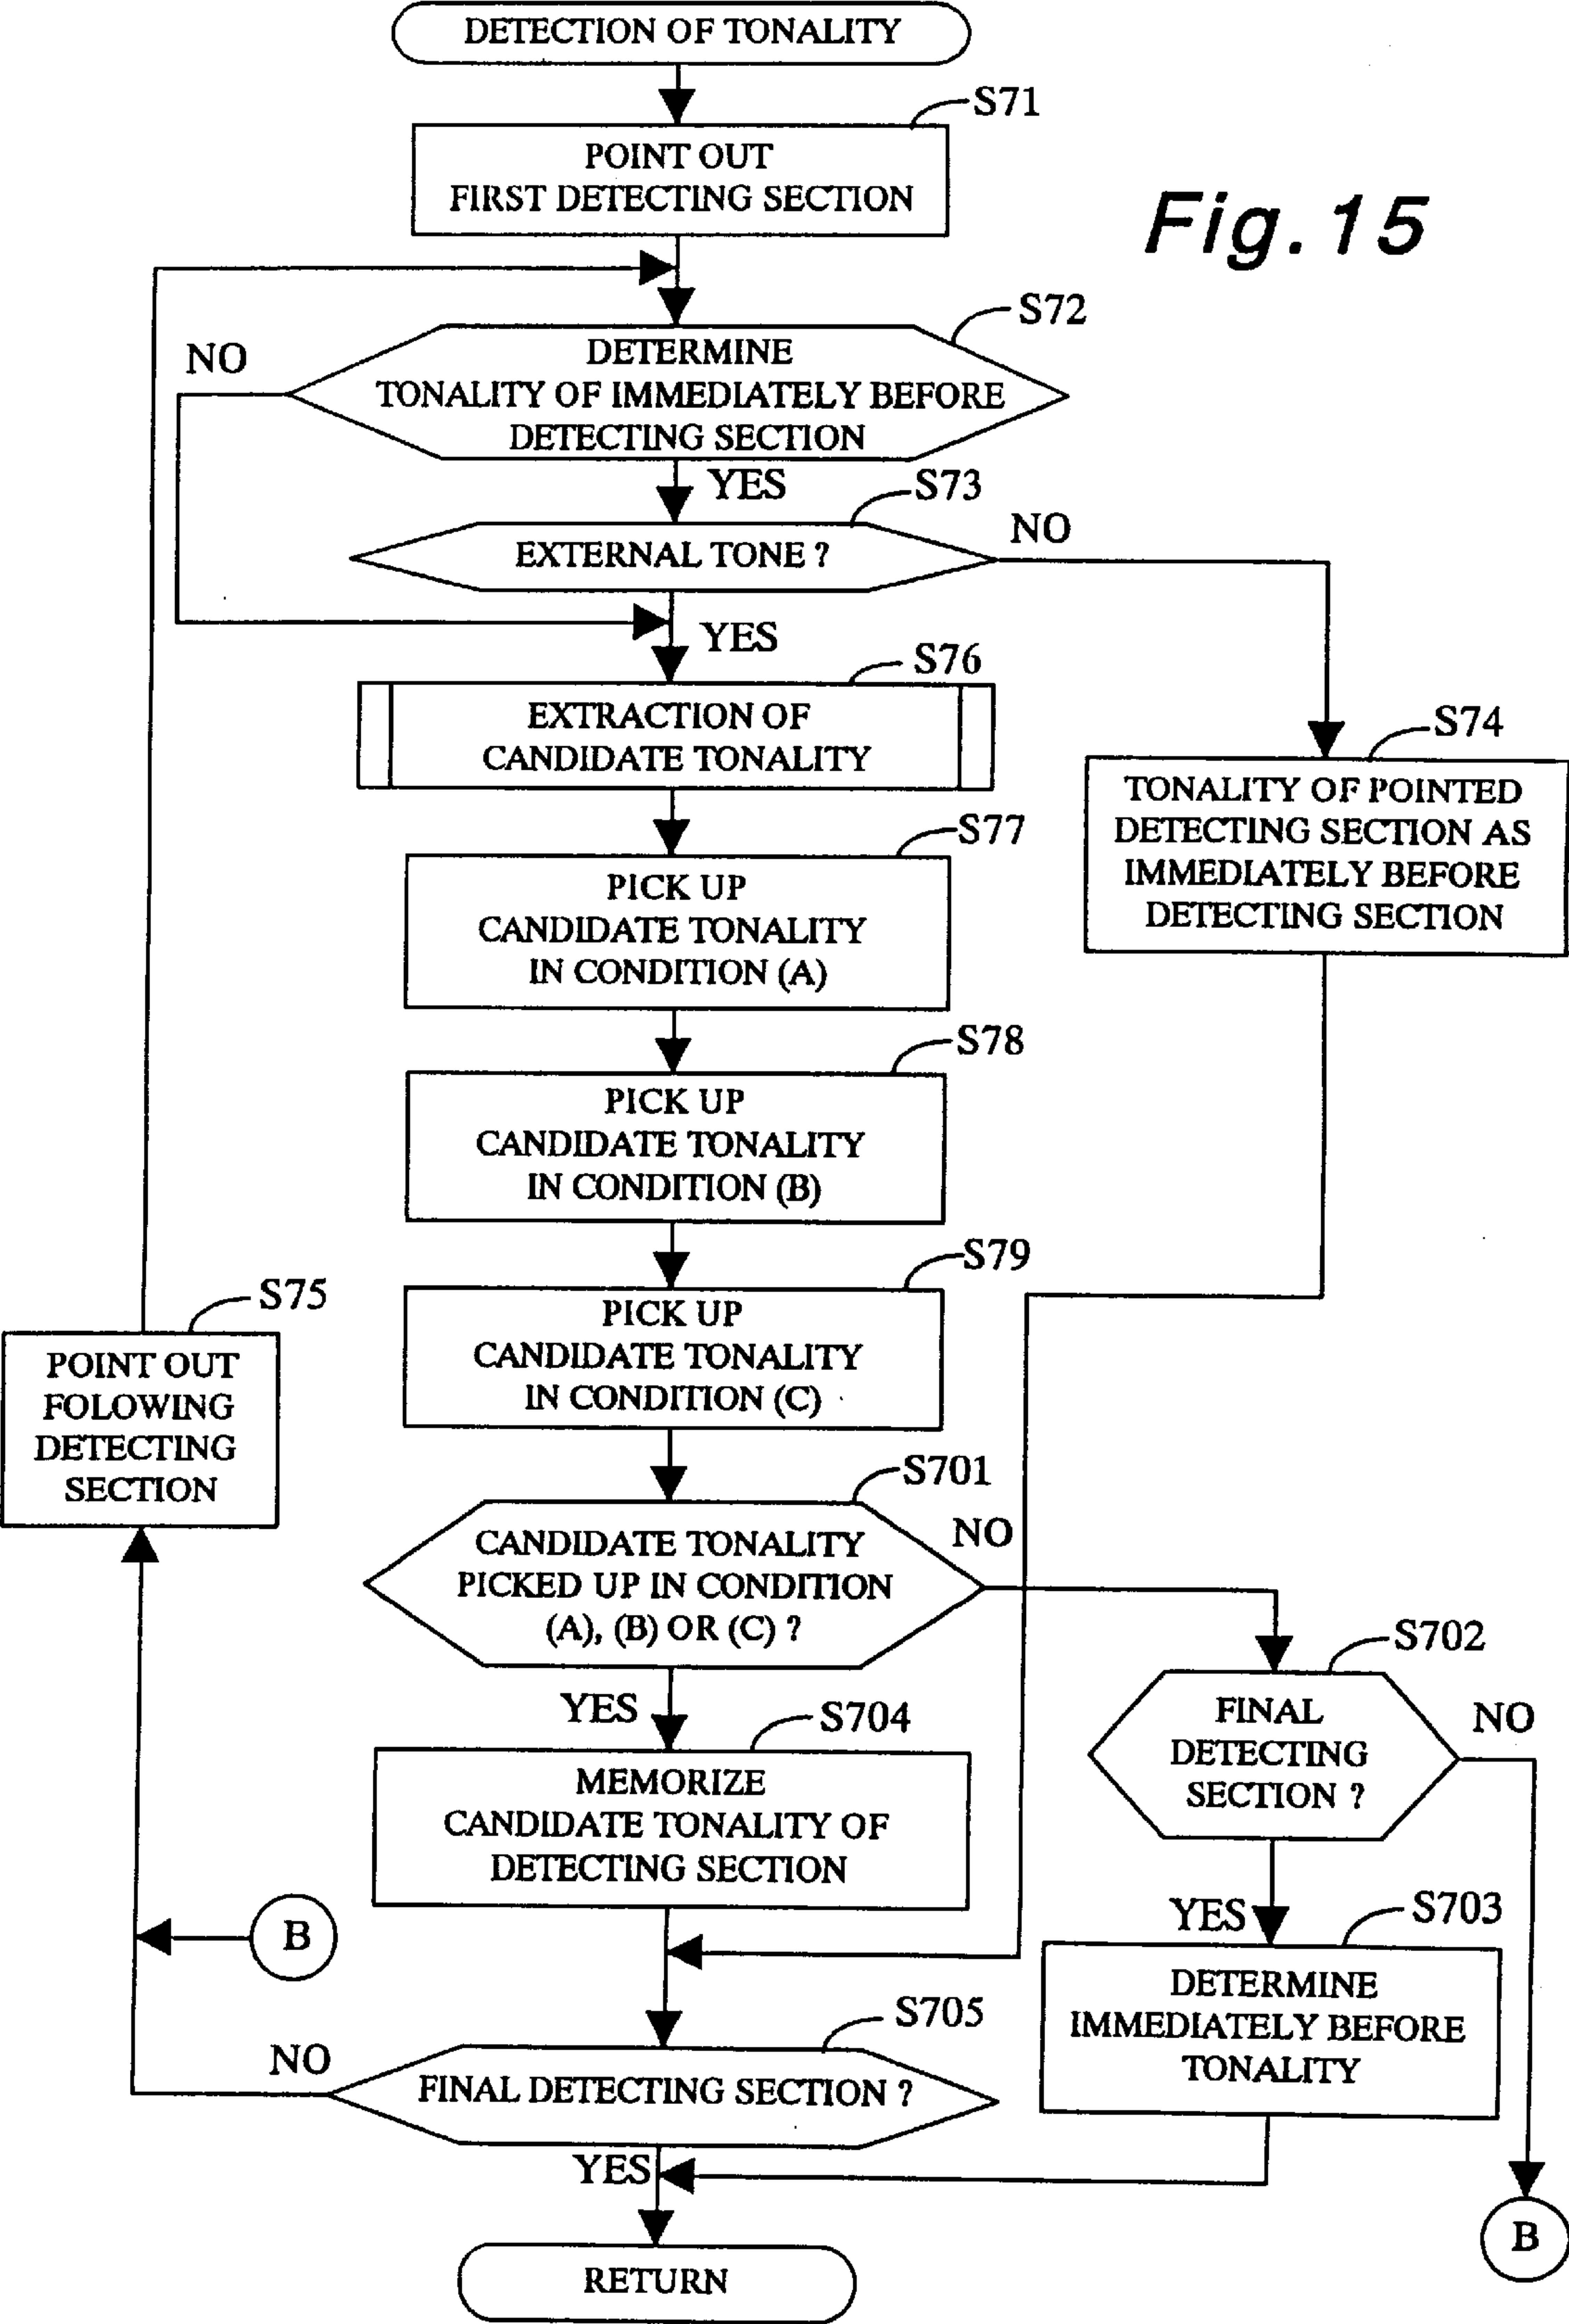 DETECTION OF TONALITY
S71
POINT OUT
FIRST DETECTING SECTION
Fig. 15
S72
NO
DETERMINE
TONALITY OF IMMEDIATELY BEFORE
DETECTING SECTION
YES
S73
NO
EXTERNAL TONE ?
YES
S76
EXTRACTION OF
CANDIDATE TONALITY
S74
TONALITY OF POINTED
DETECTING SECTION AS
IMMEDIATELY BEFORE
DETECTING SECTION
S77
PICK UP
CANDIDATE TONALITY
IN CONDITION (A)
S78
PICK UP
CANDIDATE TONALITY
IN CONDITION (B)
S79
PICK UP
CANDIDATE TONALITY
IN CONDITION (C)
S75
POINT OUT
FOLOWING
DETECTING
SECTION
S701
NO
CANDIDATE TONALITY
PICKED UP IN CONDITION
(A), (B) OR (C) ?
S702
FINAL
DETECTING
SECTION ?
NO
YES
S704
MEMORIZE
CANDIDATE TONALITY OF
DETECTING SECTION
YES
S703
DETERMINE
IMMEDIATELY BEFORE
TONALITY
B
S705
NO
FINAL DETECTING SECTION ?
YES
B
RETURN